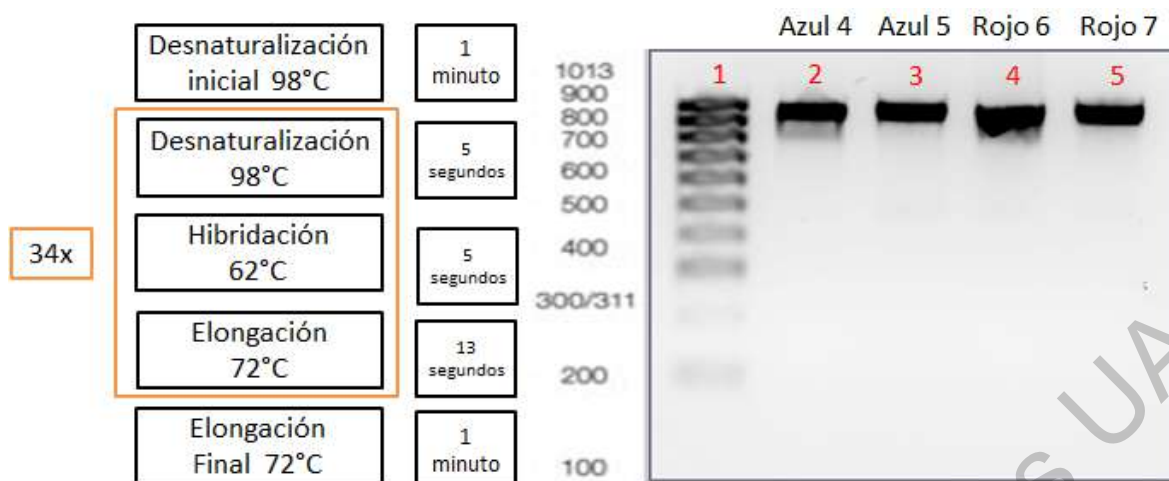 Desnaturalización
inicial 98°C
1
minuto
Desnaturalización
98°C
5
segundos
34x
Hibridación
62°C
5
segundos
Elongación
72°C
13
segundos
Elongación
Final 72°C
1
minuto
1013
900
800
700
600
500
400
300/311
200
100
Azul 4 Azul 5 Rojo 6 Rojo 7
1 2 3 4 5
s UA